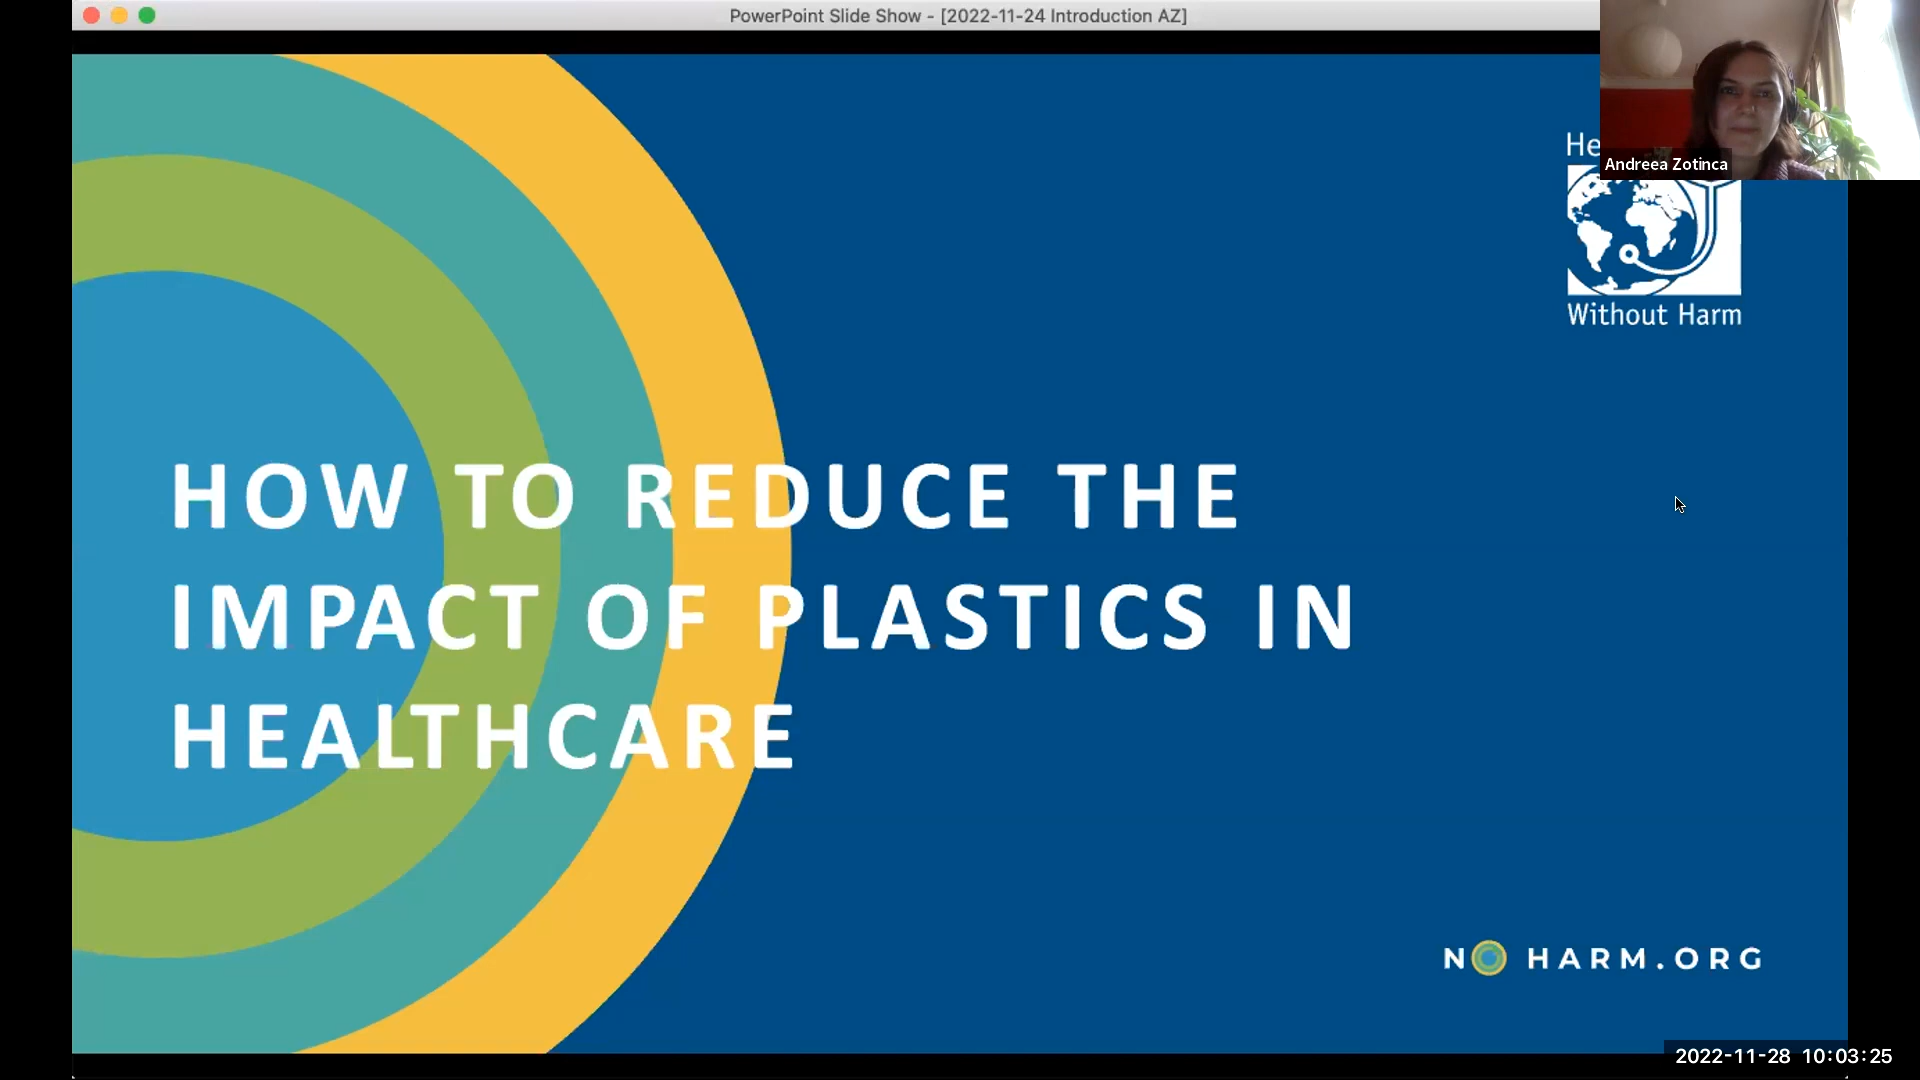 PowerPoint Slide Show - [2022-11-24 Introduction AZ]
Andreea Zotinca
Without Harm
HOW TO REDUCE THE
IMPACT OF PLASTICS IN
HEALTHCARE
NO HARM.ORG
2022-11-28 10:03:25